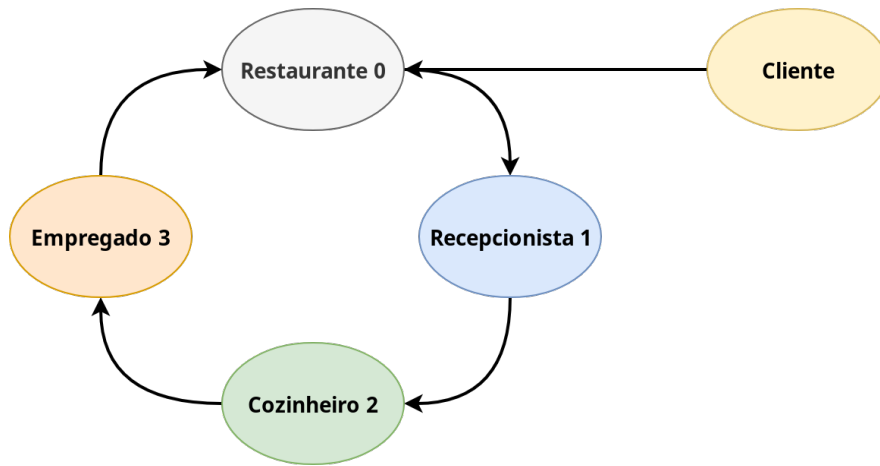 Restaurante 0
Cliente
Empregado 3
Recepcionista 1
Cozinheiro 2